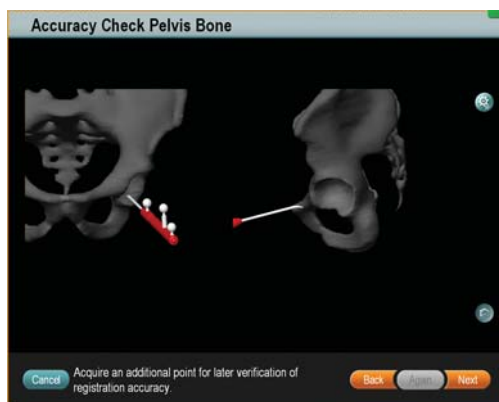 Accuracy Check Pelvis Bone
Cancel
Acquire an additional point for later verification of
registration accuracy.
Back
Again
Next